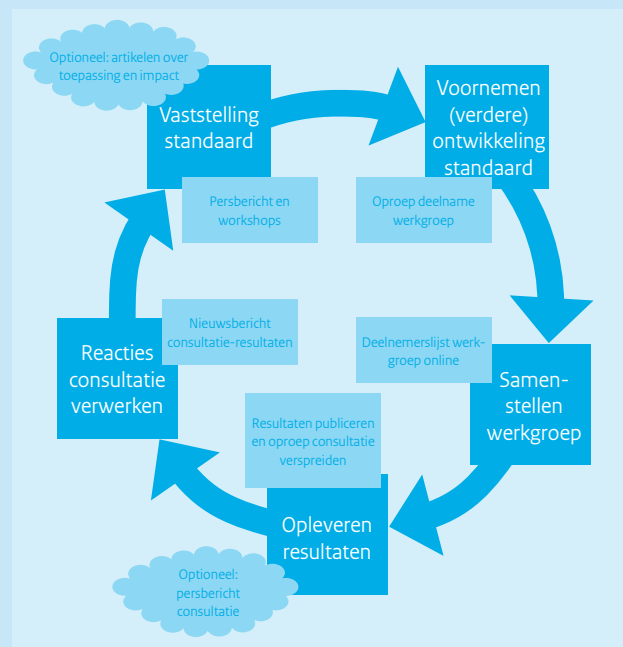 Optioneel: artikelen over
toepassing en impact
Vaststelling
standaard
Persbericht en
workshops
Voornemen
(verdere)
ontwikkeling
standaard
Oproep deelname
werkgroep
Deelnemerslijst werk-
groep online
Samen-
stellen
werkgroep
Resultaten publiceren
en oproep consultatie
verspreiden
Opleveren
resultaten
Optioneel:
persbericht
consultatie
Nieuwsbericht
consultatie-resultaten
Reacties
consultatie
verwerken